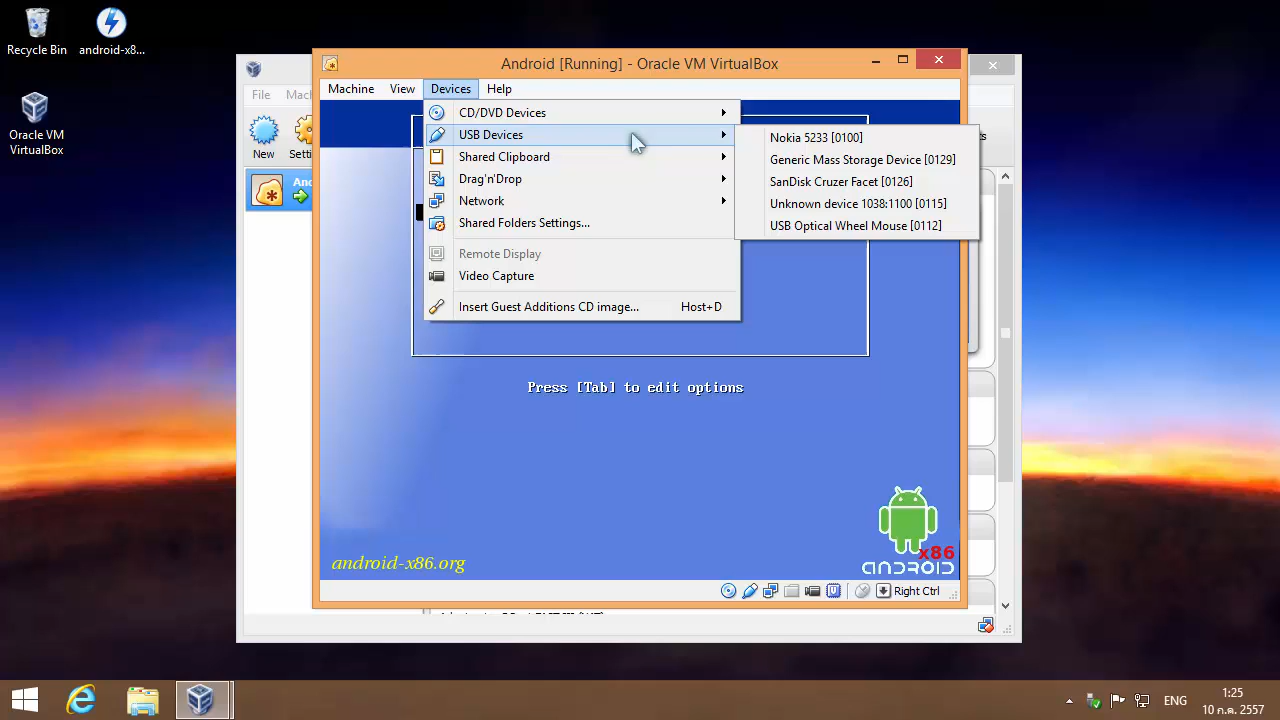 Recycle Bin
android-x8...
Oracle VM
VirtualBox
File
Mach
New
Setti
An
Android [Running] - Oracle VM VirtualBox
Machine
View
Devices
Help
CD/DVD Devices
USB Devices
Shared Clipboard
Drag'n'Drop
Network
Shared Folders Settings...
Remote Display
Video Capture
Insert Guest Additions CD image... Host+D
Nokia 5233 [0100]
Generic Mass Storage Device [0129]
SanDisk Cruzer Facet [0126]
Unknown device 1038:1100 [0115]
USB Optical Wheel Mouse [0112]
Press [Tab] to edit options
android-x86.org
x86
ANDROID
Right Ctrl
ENG
1:25
10 ก.ค. 2557